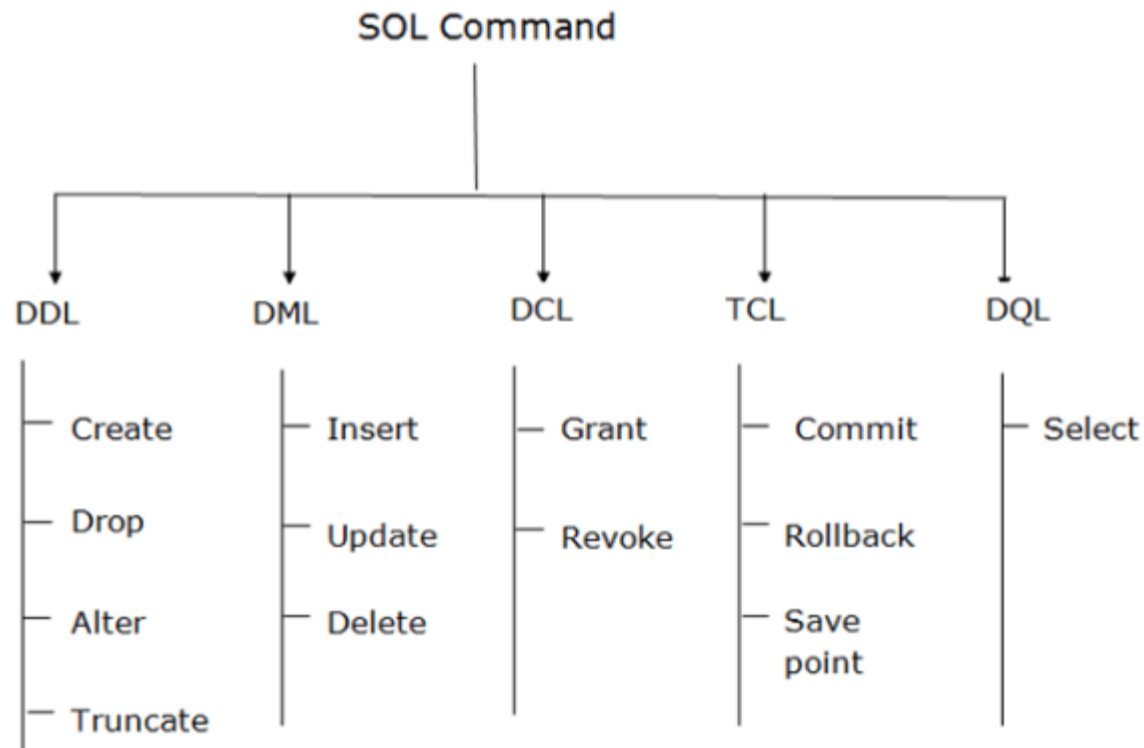 SOL Command
DDL
DML
DCL
TCL
DQL
Create
Insert
Grant
Commit
Select
Drop
Update
Revoke
Rollback
Alter
Delete
Save
point
Truncate